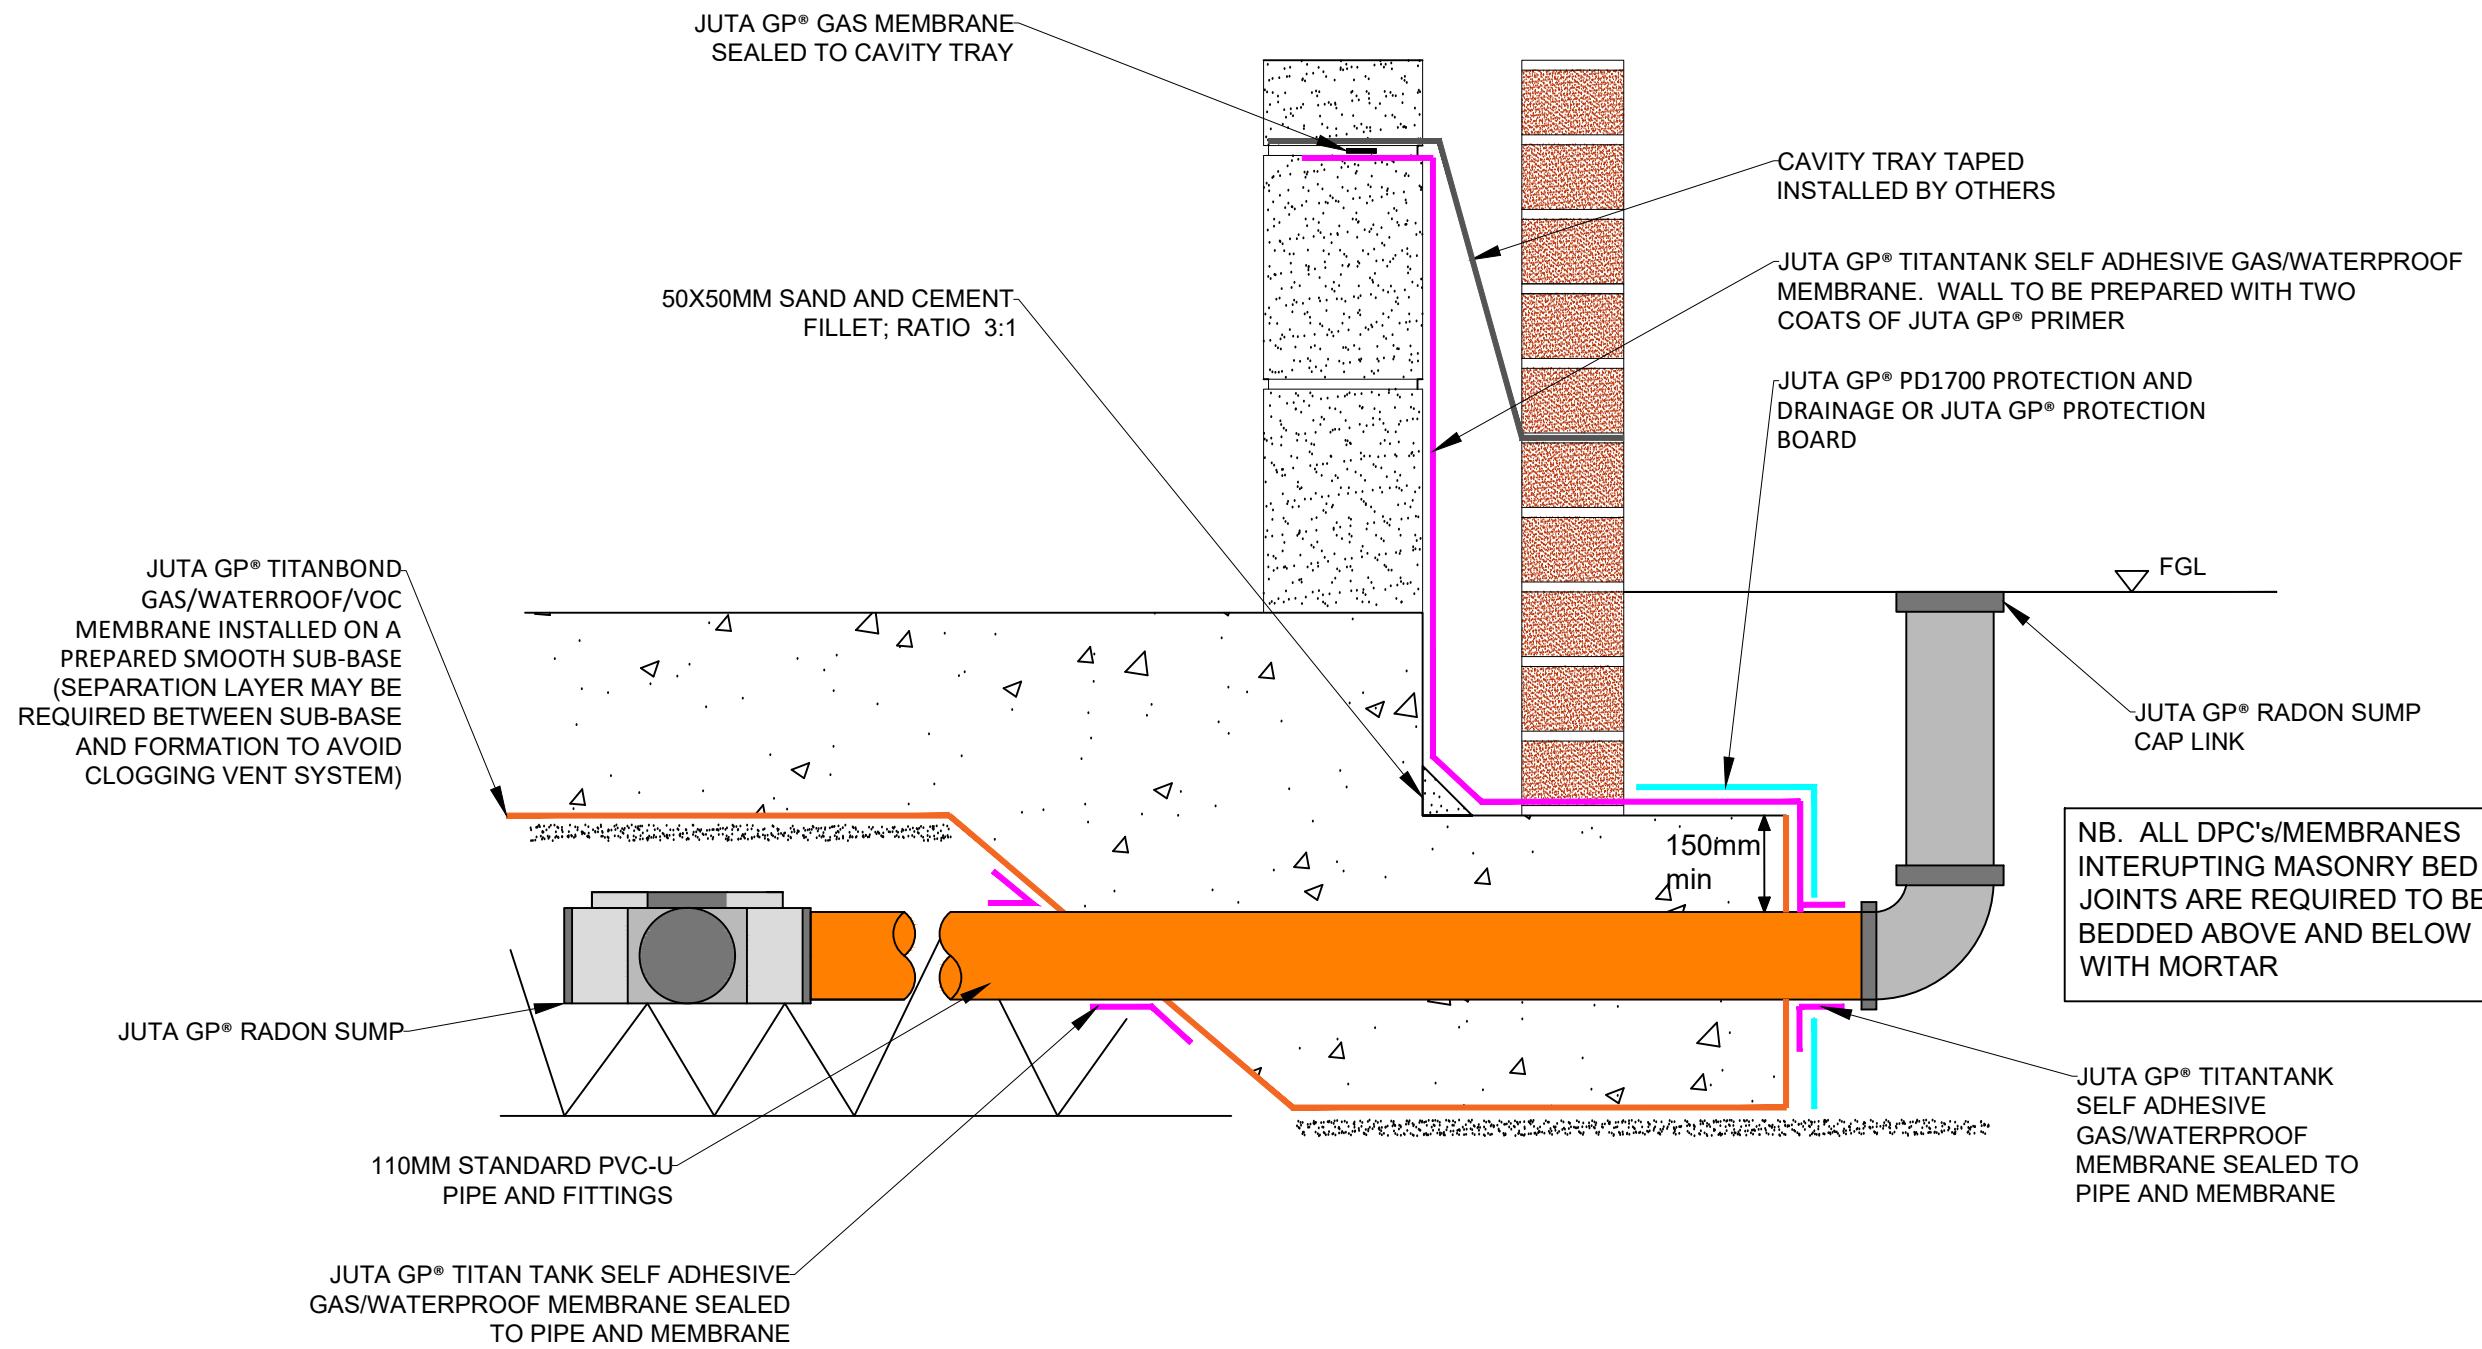 JUTA GP® GAS MEMBRANE
SEALED TO CAVITY TRAY
CAVITY TRAY TAPED
INSTALLED BY OTHERS
JUTA GP® TITANTANK SELF ADHESIVE GAS/WATERPROOF
MEMBRANE.  WALL TO BE PREPARED WITH TWO
COATS OF JUTA GP® PRIMER
50X50MM SAND AND CEMENT
FILLET; RATIO  3:1
JUTA GP® PD1700 PROTECTION AND
DRAINAGE OR JUTA GP® PROTECTION
BOARD
JUTA GP® TITANBOND
GAS/WATERROOF/VOC
MEMBRANE INSTALLED ON A
PREPARED SMOOTH SUB-BASE
(SEPARATION LAYER MAY BE
REQUIRED BETWEEN SUB-BASE
AND FORMATION TO AVOID
CLOGGING VENT SYSTEM)
FGL
JUTA GP® RADON SUMP
CAP LINK
150mm
min
NB.  ALL DPC's/MEMBRANES
INTERUPTING MASONRY BED
JOINTS ARE REQUIRED TO BE
BEDDED ABOVE AND BELOW
WITH MORTAR
JUTA GP® RADON SUMP
JUTA GP® TITANTANK
SELF ADHESIVE
GAS/WATERPROOF
MEMBRANE SEALED TO
PIPE AND MEMBRANE
110MM STANDARD PVC-U
PIPE AND FITTINGS
JUTA GP® TITAN TANK SELF ADHESIVE
GAS/WATERPROOF MEMBRANE SEALED
TO PIPE AND MEMBRANE